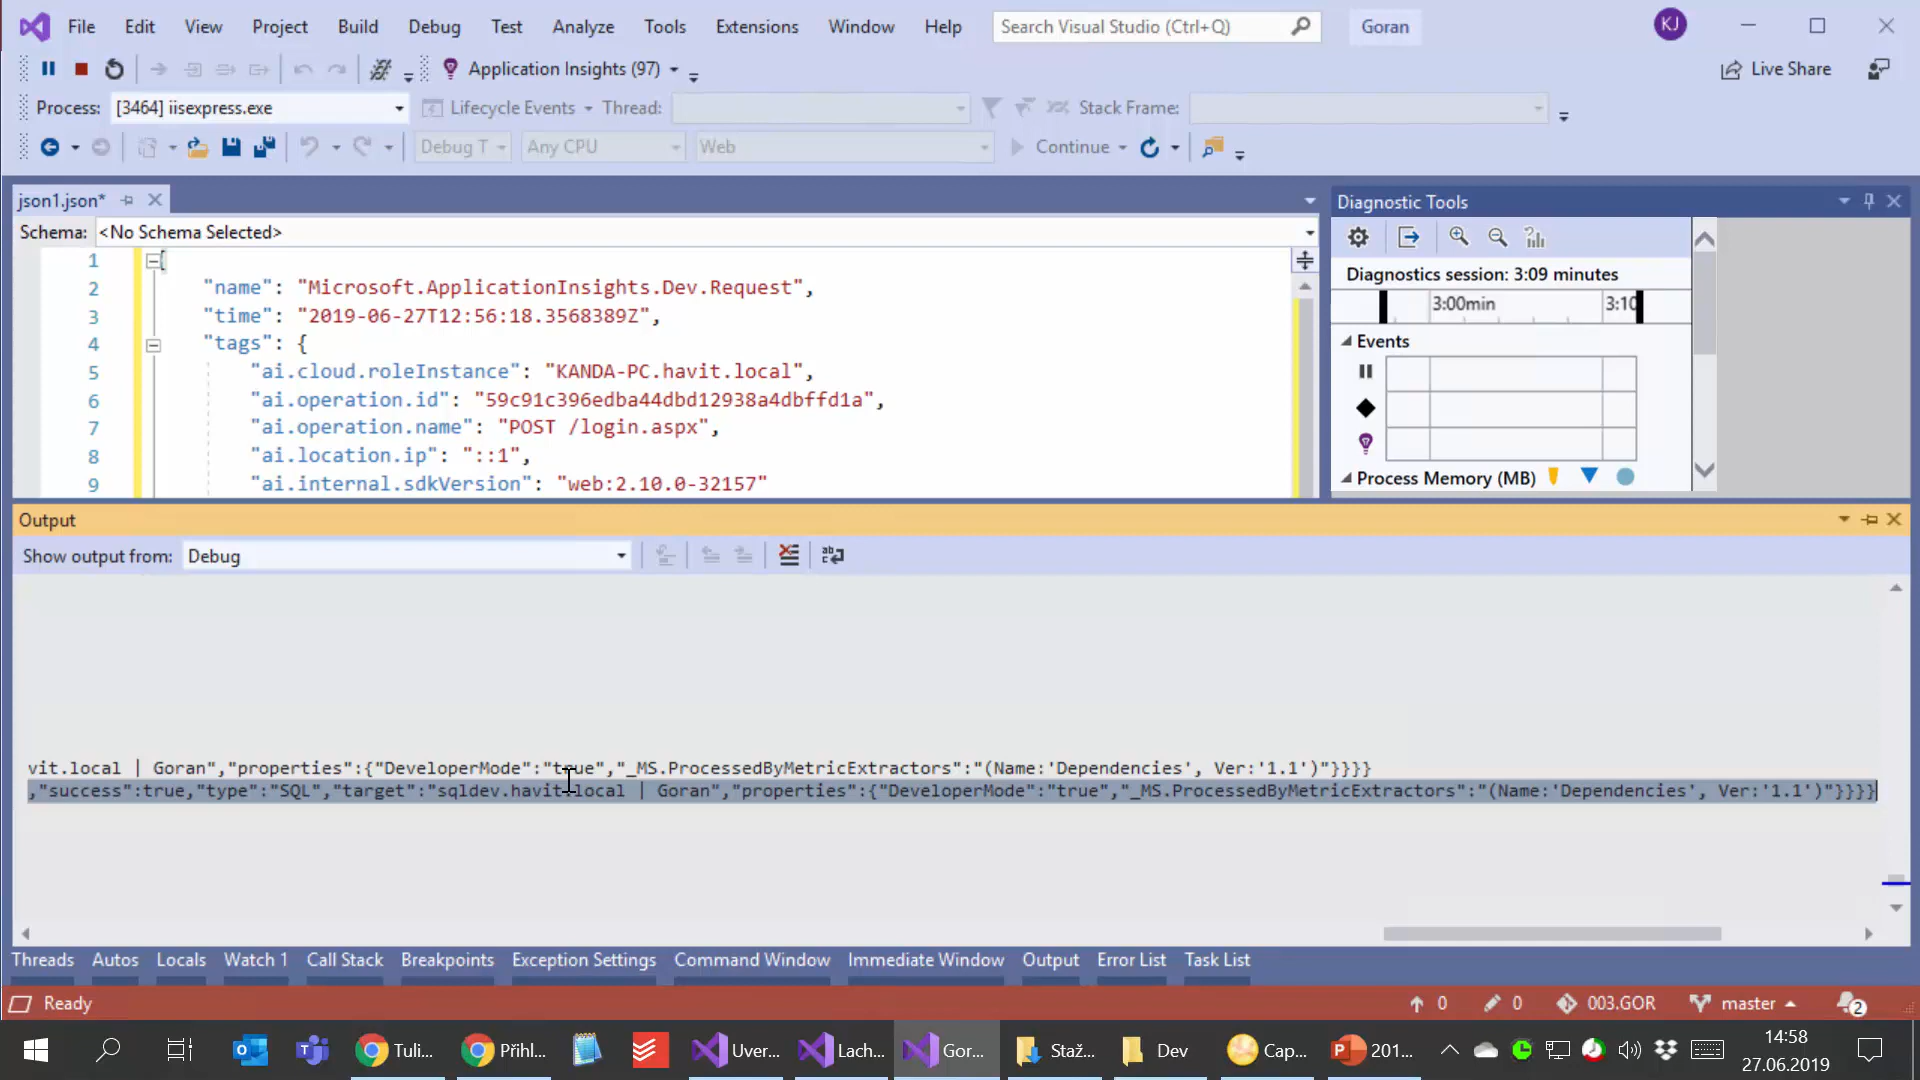 File Edit View Project Build Debug Test Analyze Tools Extensions Window Help Search Visual Studio (Ctrl+Q) Goran KJ
Application Insights (97) Live Share
Process: [3464] iisexpress.exe Lifecycle Events Thread: Stack Frame:
Debug T Any CPU Web Continue
json1.json*
Schema: <No Schema Selected>
1 {
2 "name": "Microsoft.ApplicationInsights.Dev.Request",
3 "time": "2019-06-27T12:56:18.3568389Z",
4 "tags": {
5 "ai.cloud.roleInstance": "KANDA-PC.havit.local",
6 "ai.operation.id": "59c91c396edba44dbd12938a4dbffd1a",
7 "ai.operation.name": "POST /login.aspx",
8 "ai.location.ip": "::1",
9 "ai.internal.sdkVersion": "web:2.10.0-32157"
Diagnostic Tools
Diagnostics session: 3:09 minutes
3:00min 3:10
Events
Process Memory (MB)
Output
Show output from: Debug
vit.local | Goran","properties":{"DeveloperMode":"true","_MS.ProcessedByMetricExtractors":"(Name:'Dependencies', Ver:'1.1')"}}}}
,"success":true,"type":"SQL","target":"sqldev.havit.local | Goran","properties":{"DeveloperMode":"true","_MS.ProcessedByMetricExtractors":"(Name:'Dependencies', Ver:'1.1')"}}}}
Threads Autos Locals Watch 1 Call Stack Breakpoints Exception Settings Command Window Immediate Window Output Error List Task List
Ready 0 0 003.GOR master 2
Tuli... Přihl... Uver... Lach... Gor... Staž... Dev Cap... 201...
14:58
27.06.2019